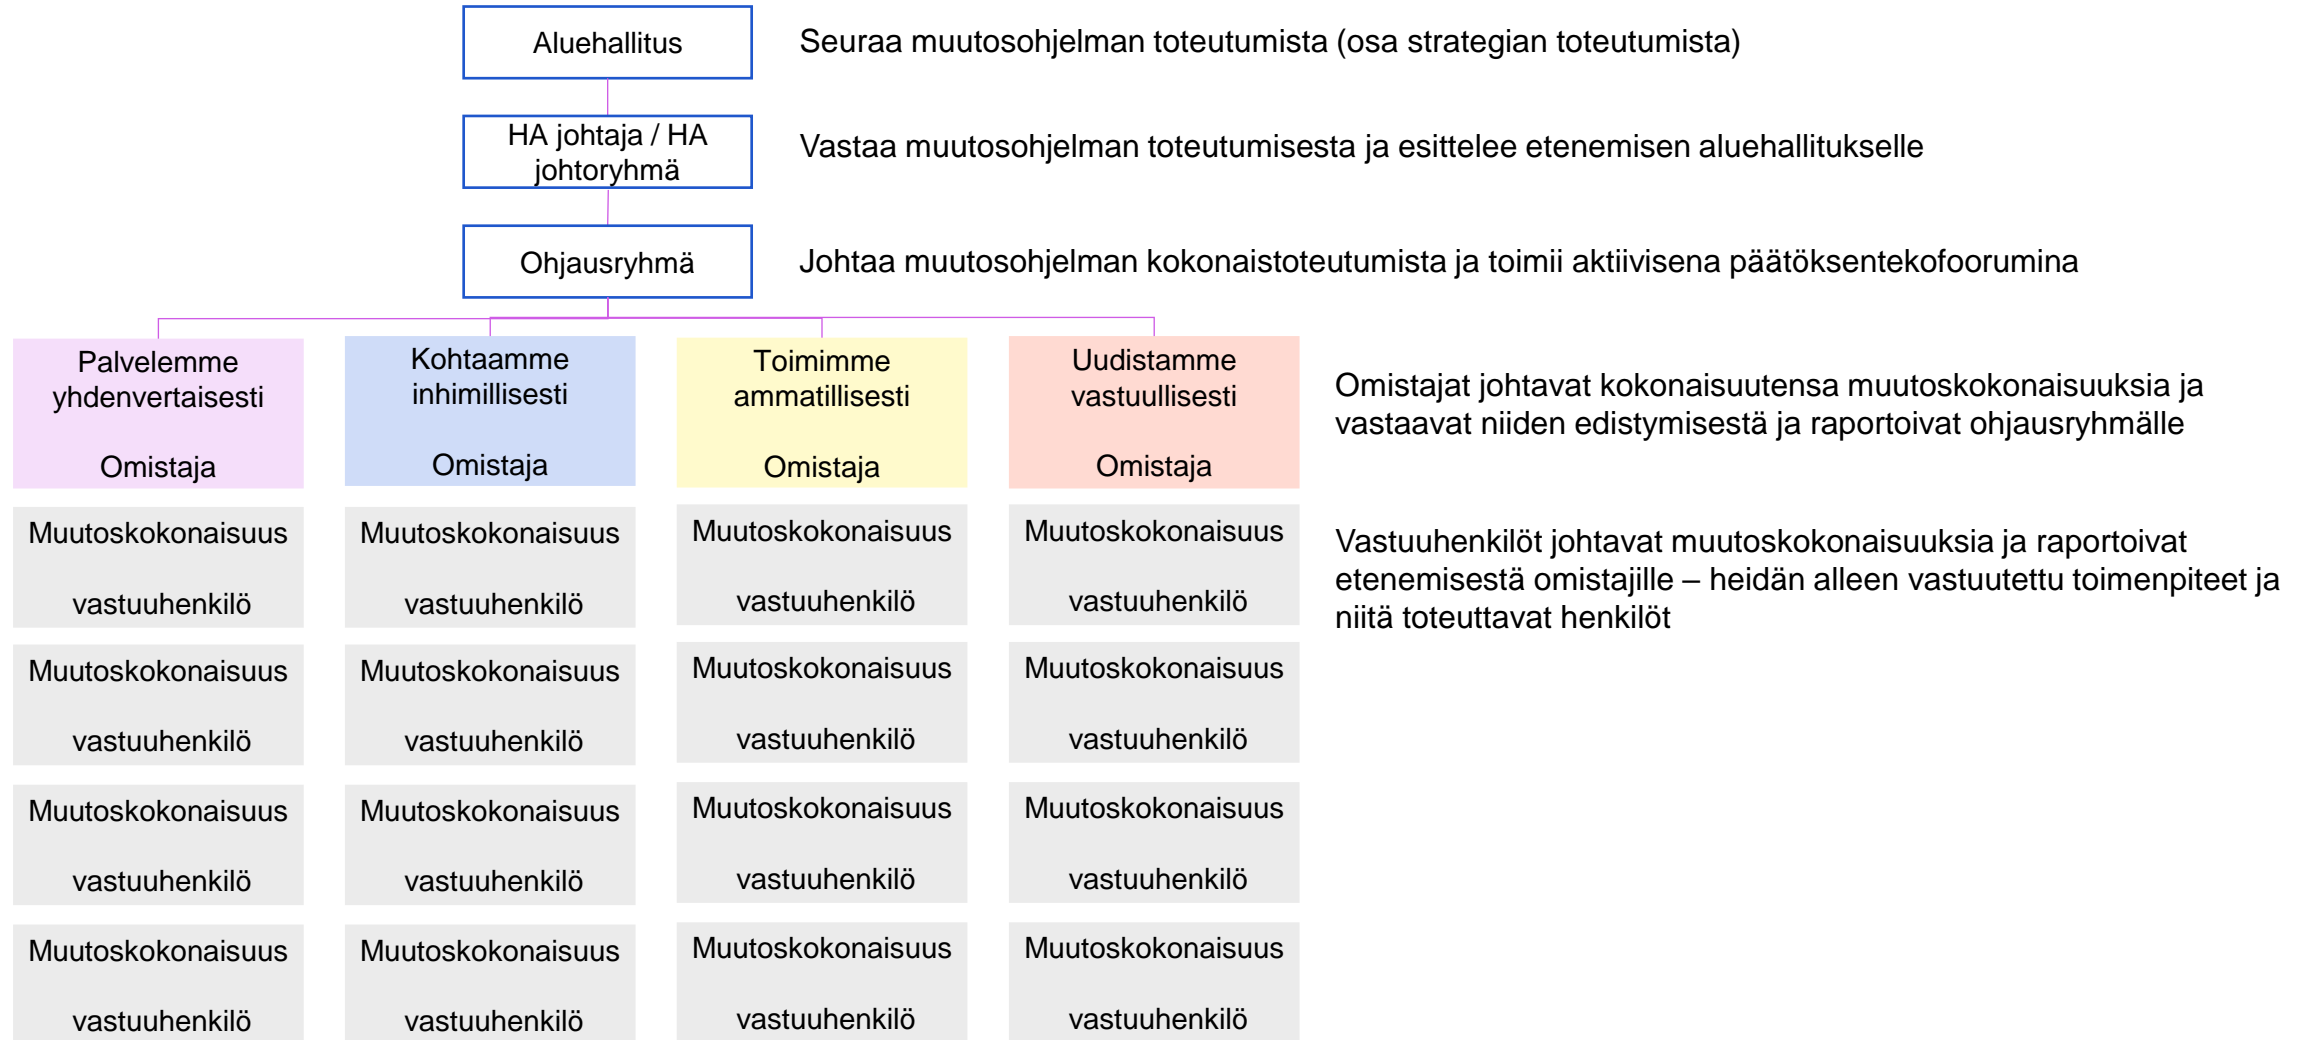 Aluehallitus
Seuraa muutosohjelman toteutumista (osa strategian toteutumista)
HA johtaja / HA
johtoryhmä
Vastaa muutosohjelman toteutumisesta ja esittelee etenemisen aluehallitukselle
Ohjausryhmä
Johtaa muutosohjelman kokonaistoteutumista ja toimii aktiivisena päätöksentekofoorumina
Palvelemme
yhdenvertaisesti
Omistaja
Kohtaamme
inhimillisesti
Omistaja
Toimimme
ammatillisesti
Omistaja
Uudistamme
vastuullisesti
Omistaja
Omistajat johtavat kokonaisuutensa muutoskokonaisuuksia ja
vastaavat niiden edistymisestä ja raportoivat ohjausryhmälle
Muutoskokonaisuus
vastuuhenkilö
Muutoskokonaisuus
vastuuhenkilö
Muutoskokonaisuus
vastuuhenkilö
Muutoskokonaisuus
vastuuhenkilö
Vastuuhenkilöt johtavat muutoskokonaisuuksia ja raportoivat
etenemisestä omistajille – heidän alleen vastuutettu toimenpiteet ja
niitä toteuttavat henkilöt
Muutoskokonaisuus
vastuuhenkilö
Muutoskokonaisuus
vastuuhenkilö
Muutoskokonaisuus
vastuuhenkilö
Muutoskokonaisuus
vastuuhenkilö
Muutoskokonaisuus
vastuuhenkilö
Muutoskokonaisuus
vastuuhenkilö
Muutoskokonaisuus
vastuuhenkilö
Muutoskokonaisuus
vastuuhenkilö
Muutoskokonaisuus
vastuuhenkilö
Muutoskokonaisuus
vastuuhenkilö
Muutoskokonaisuus
vastuuhenkilö
Muutoskokonaisuus
vastuuhenkilö